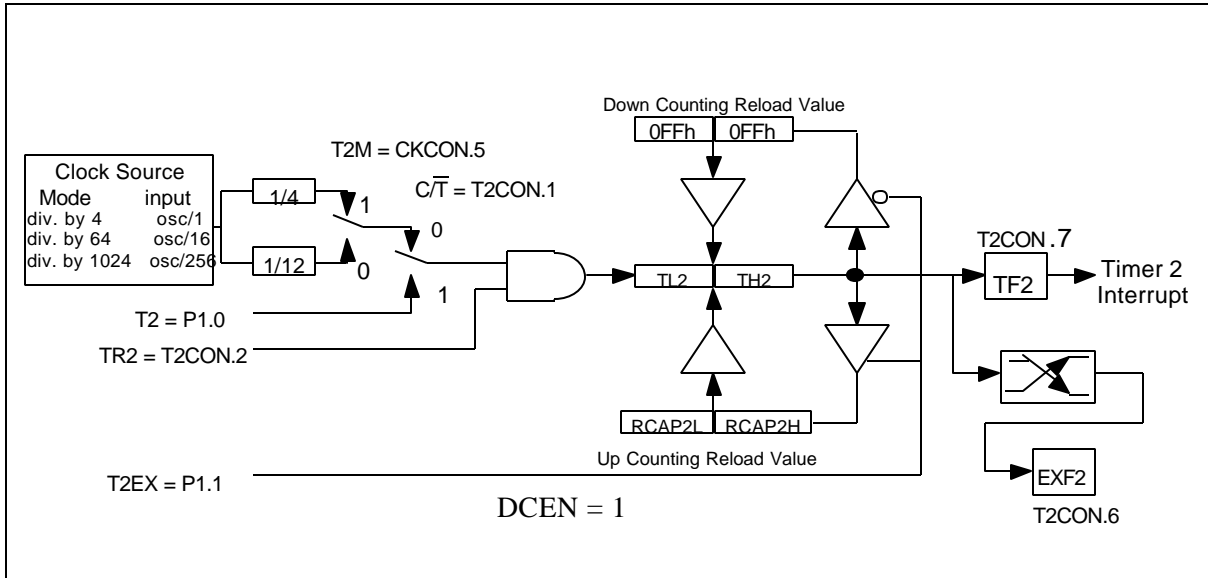 Down Counting Reload Value
0FFh 0FFh
T2M = CKCON.5
Clock Source
Mode input
div. by 4 osc/1
div. by 64 osc/16
div. by 1024 osc/256
1/4
1/12
1
0
C/T̅ = T2CON.1
0
1
T2 = P1.0
TR2 = T2CON.2
TL2 TH2
T2CON.7
TF2
Timer 2
Interrupt
RCAP2L RCAP2H
Up Counting Reload Value
T2EX = P1.1
DCEN = 1
EXF2
T2CON.6